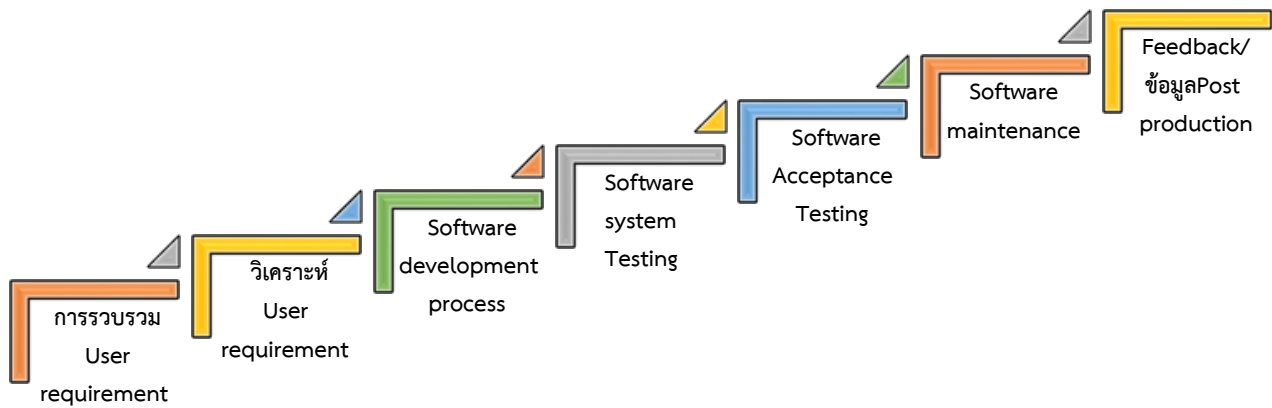 การรวบรวม
User
requirement
วิเคราะห์
User
requirement
Software
development
process
Software
system
Testing
Software
Acceptance
Testing
Software
maintenance
Feedback/
ข้อมูลPost
production